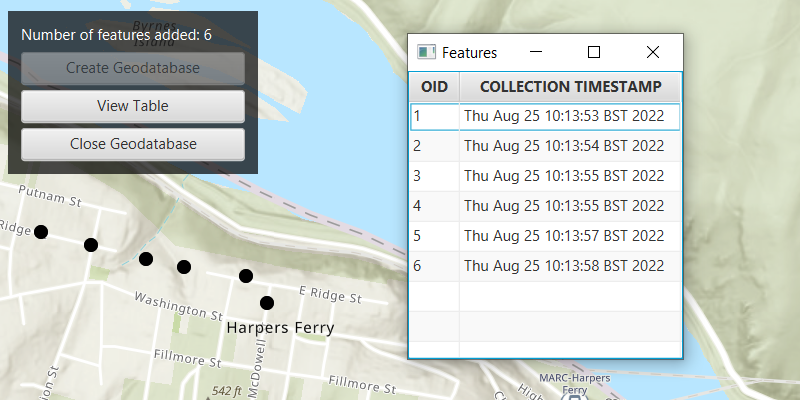 Byrnes
Island
Number of features added: 6
Create Geodatabase
View Table
Close Geodatabase
Features
OID COLLECTION TIMESTAMP
1 Thu Aug 25 10:13:53 BST 2022
2 Thu Aug 25 10:13:54 BST 2022
3 Thu Aug 25 10:13:55 BST 2022
4 Thu Aug 25 10:13:55 BST 2022
5 Thu Aug 25 10:13:57 BST 2022
6 Thu Aug 25 10:13:58 BST 2022
Putnam St
Ridge
E Ridge St
Washington St
Harpers Ferry
Fillmore St
McDowell
Fillmore St
542 ft
MARC-Harpers
Ferry
High